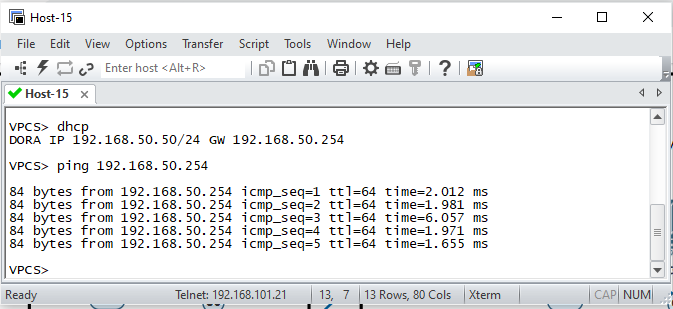 Host-15
File Edit View Options Transfer Script Tools Window Help
Enter host <Alt+R>
Host-15
VPCS> dhcp
DORA IP 192.168.50.50/24 GW 192.168.50.254
VPCS> ping 192.168.50.254
84 bytes from 192.168.50.254 icmp_seq=1 ttl=64 time=2.012 ms
84 bytes from 192.168.50.254 icmp_seq=2 ttl=64 time=1.981 ms
84 bytes from 192.168.50.254 icmp_seq=3 ttl=64 time=6.057 ms
84 bytes from 192.168.50.254 icmp_seq=4 ttl=64 time=1.971 ms
84 bytes from 192.168.50.254 icmp_seq=5 ttl=64 time=1.655 ms
VPCS>
Ready Telnet: 192.168.101.21 13, 7 13 Rows, 80 Cols Xterm CAP NUM